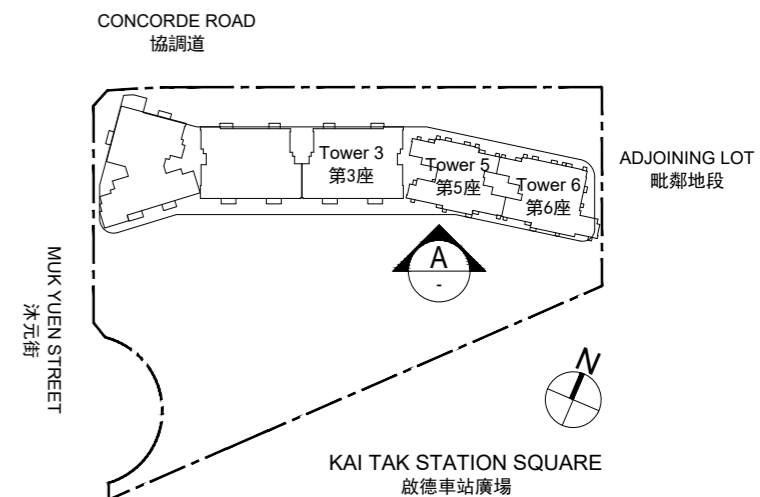 CONCORDE ROAD
協調道
Tower 3
第3座
Tower 5
第5座
Tower 6
第6座
ADJOINING LOT
毗鄰地段
A
-
MUK YUEN STREET
沐元街
N
KAI TAK STATION SQUARE
啟德車站廣場